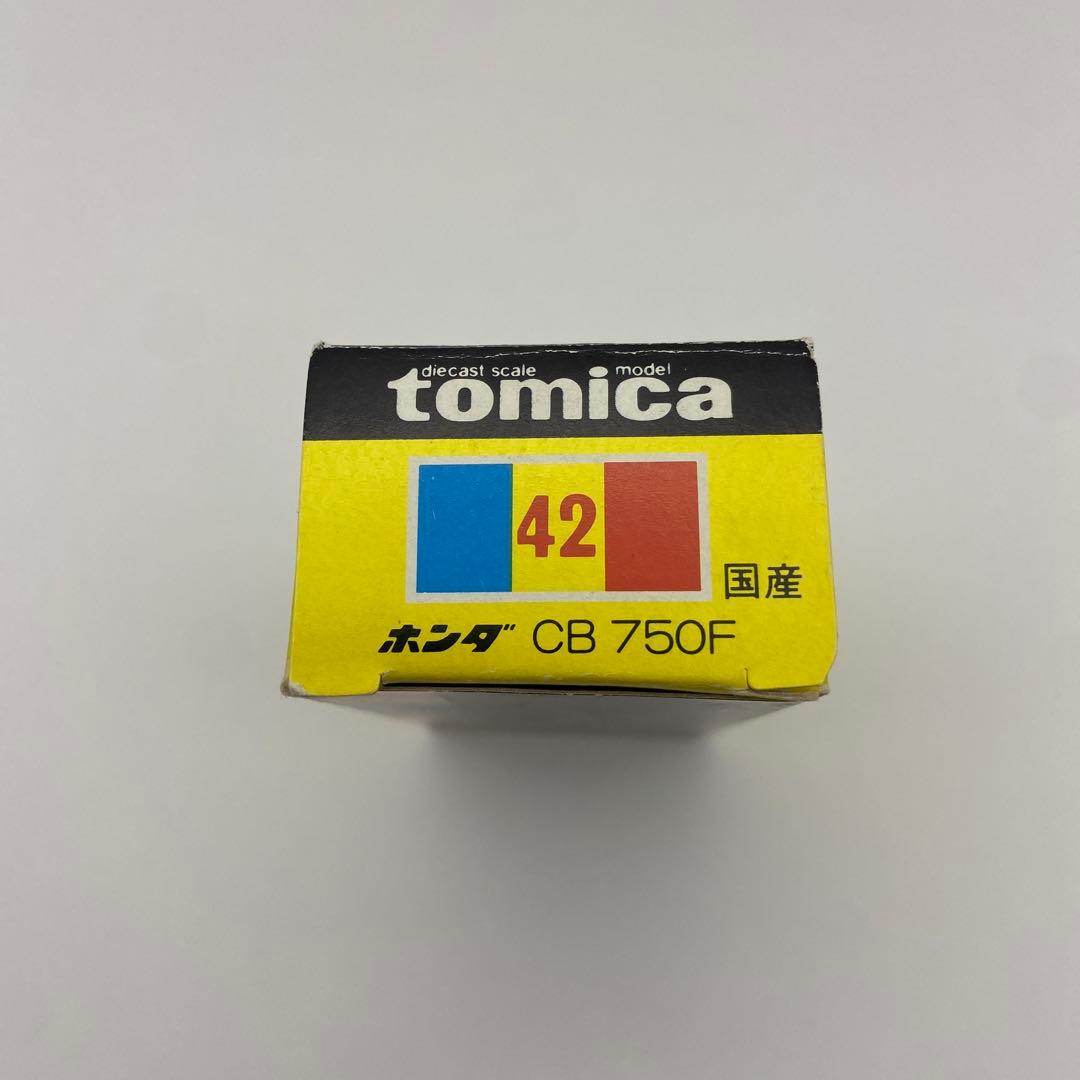 diecast scale model
tomica
42
国産
ホンダ CB 750F